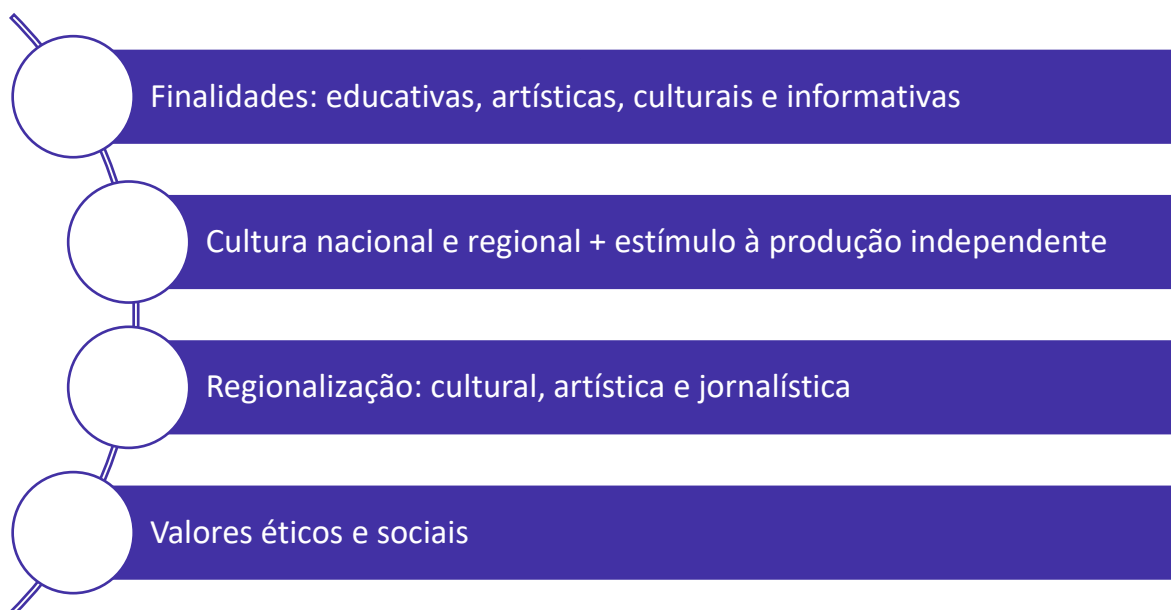 Finalidades: educativas, artísticas, culturais e informativas
Cultura nacional e regional + estímulo à produção independente
Regionalização: cultural, artística e jornalística
Valores éticos e sociais